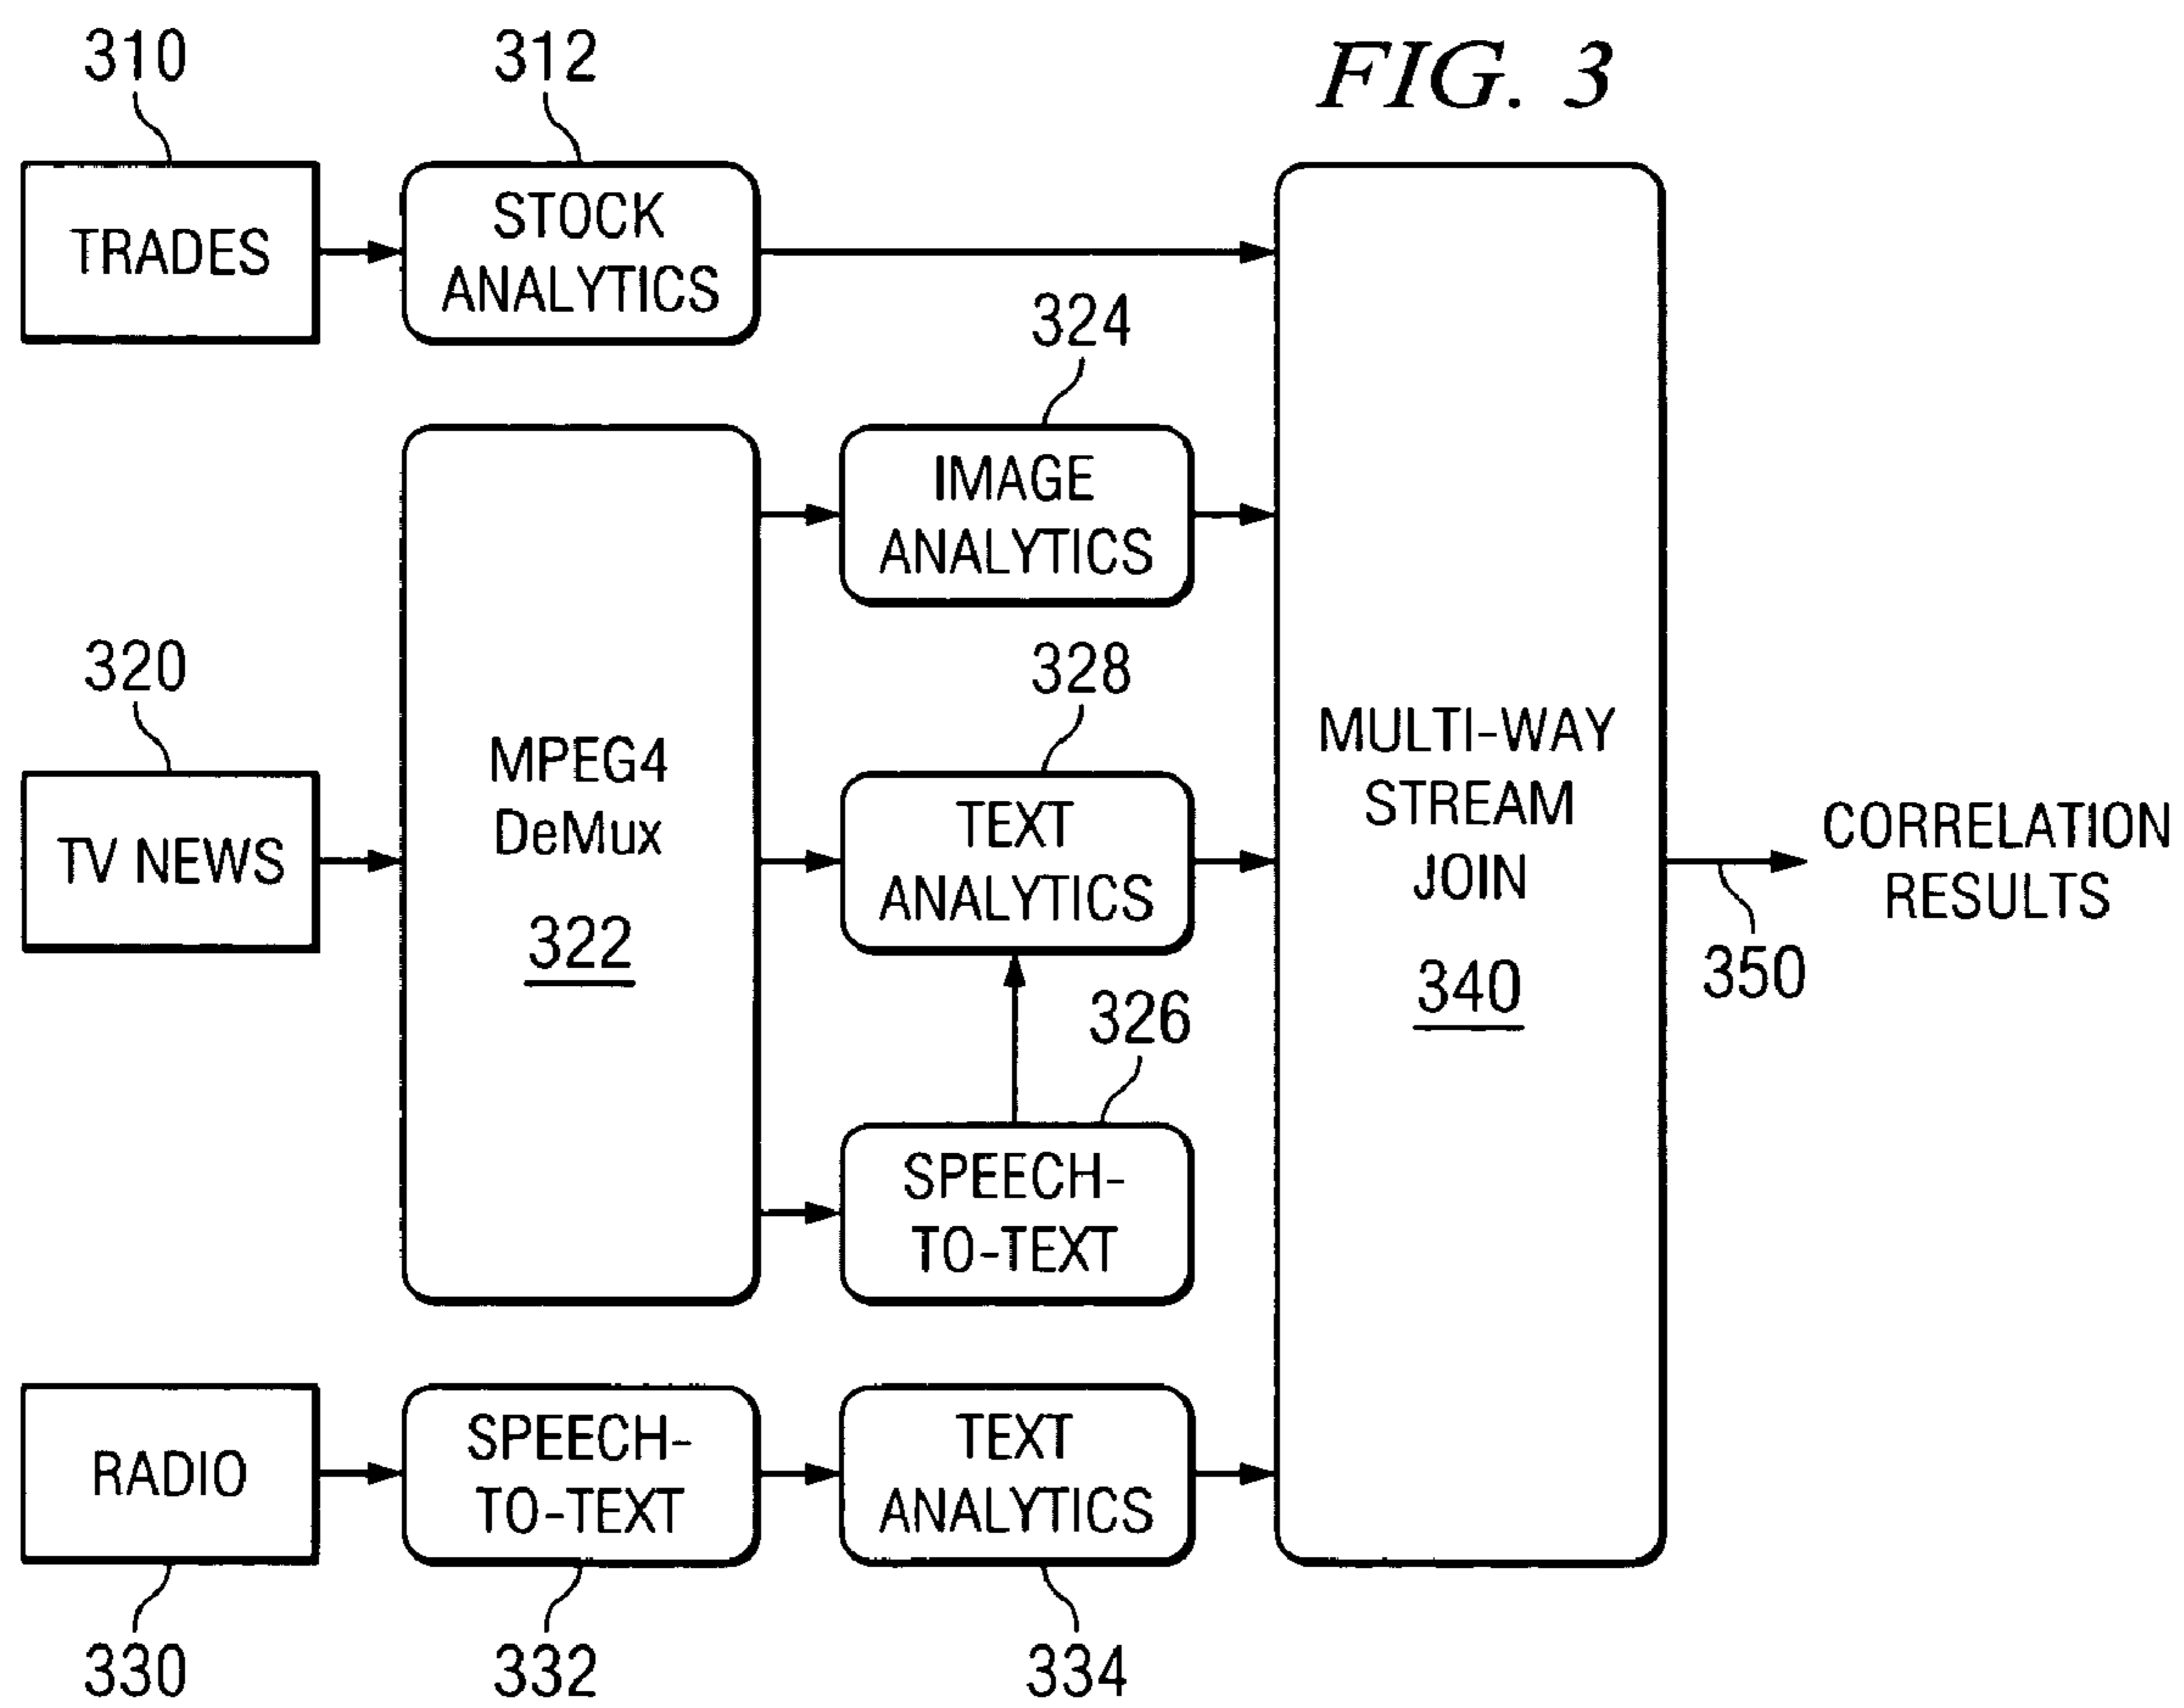 FIG. 3
310
312
TRADES
STOCK
ANALYTICS
324
IMAGE
ANALYTICS
320
328
TV NEWS
MPEG4
DeMux
322
TEXT
ANALYTICS
326
SPEECH-
TO-TEXT
MULTI-WAY
STREAM
JOIN
340
CORRELATION
RESULTS
350
RADIO
SPEECH-
TO-TEXT
TEXT
ANALYTICS
330
332
334